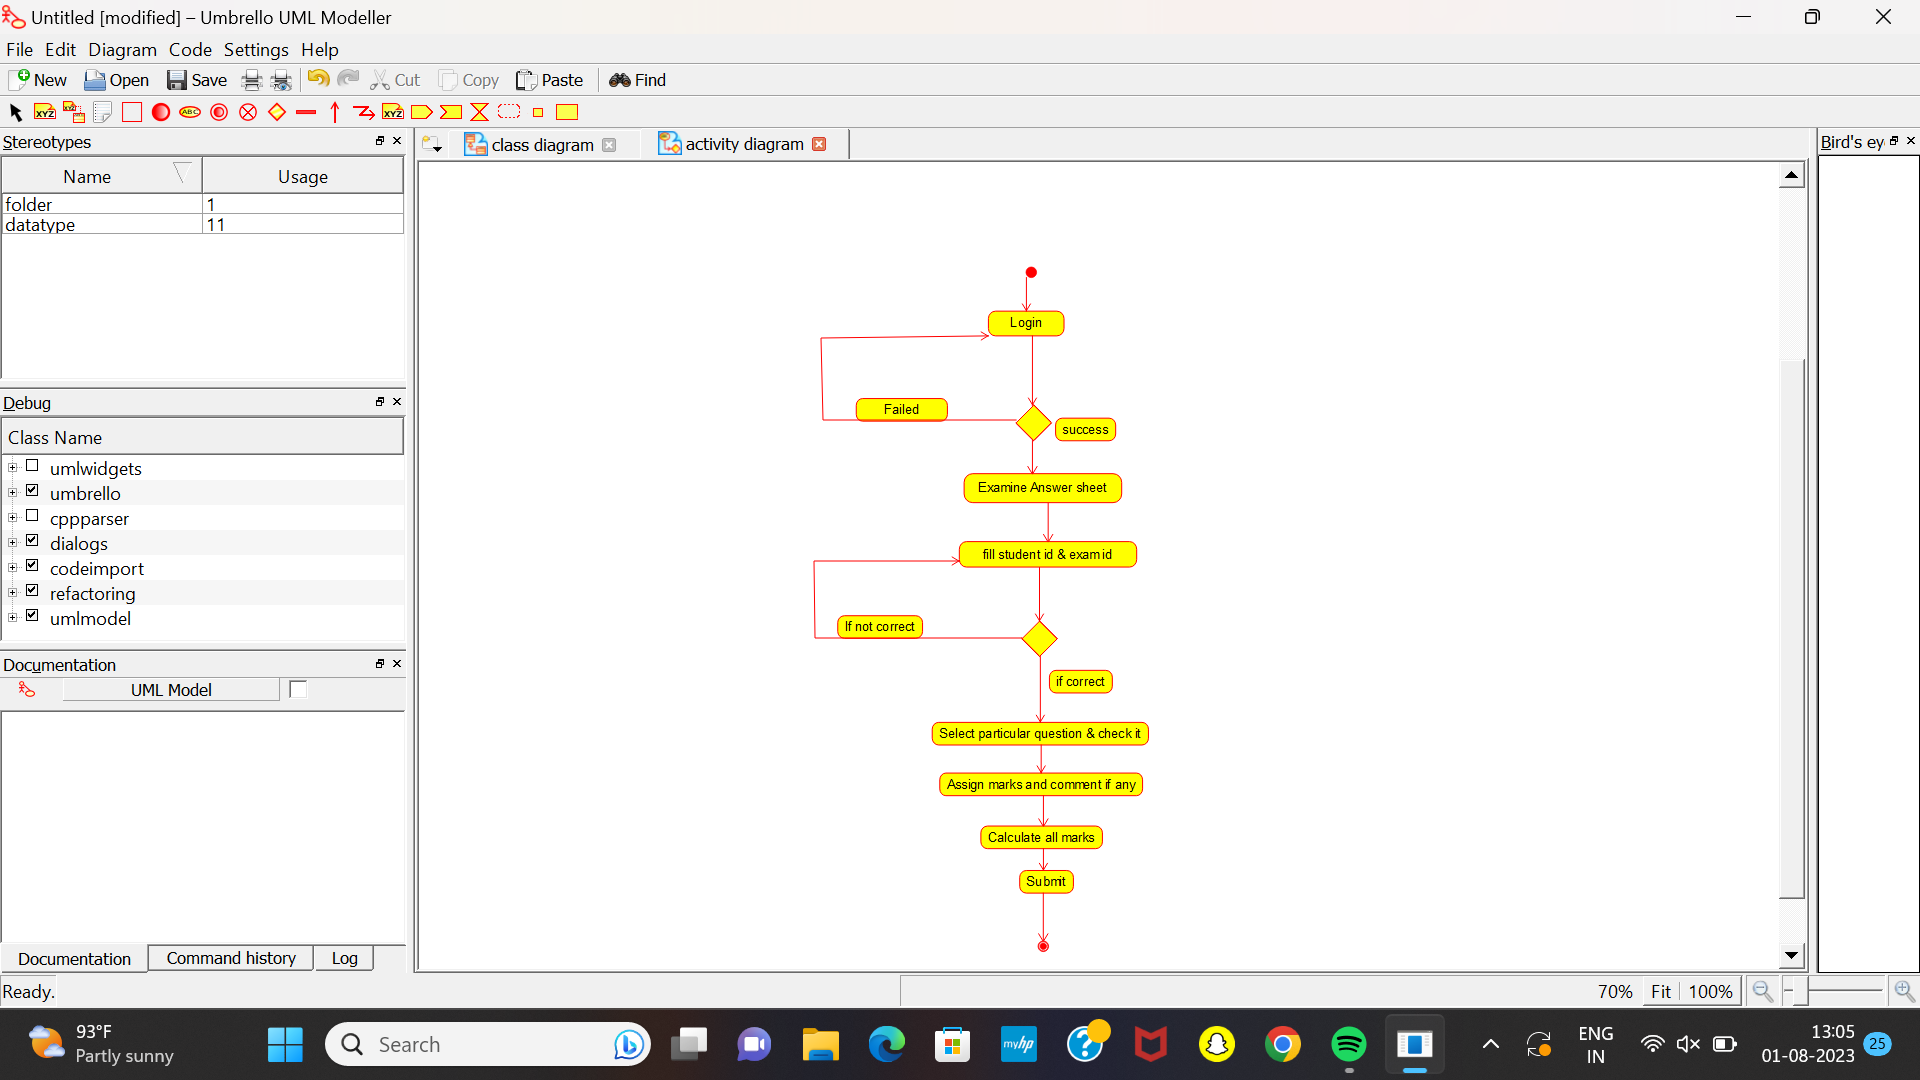 Untitled [modified] – Umbrello UML Modeller
File Edit Diagram Code Settings Help
New Open Save Cut Copy Paste Find
XYZ XYZ ABC XYZ
Stereotypes
Name Usage
folder 1
datatype 11
Debug
Class Name
umlwidgets
umbrello
cppparser
dialogs
codeimport
refactoring
umlmodel
Documentation
UML Model
Documentation Command history Log
class diagram activity diagram
Login
Failed
success
Examine Answer sheet
fill student id & exam id
If not correct
if correct
Select particular question & check it
Assign marks and comment if any
Calculate all marks
Submit
Bird's ey
Ready.
70% Fit 100%
93°F
Partly sunny
Search
myhp
ENG
IN
13:05
01-08-2023
25